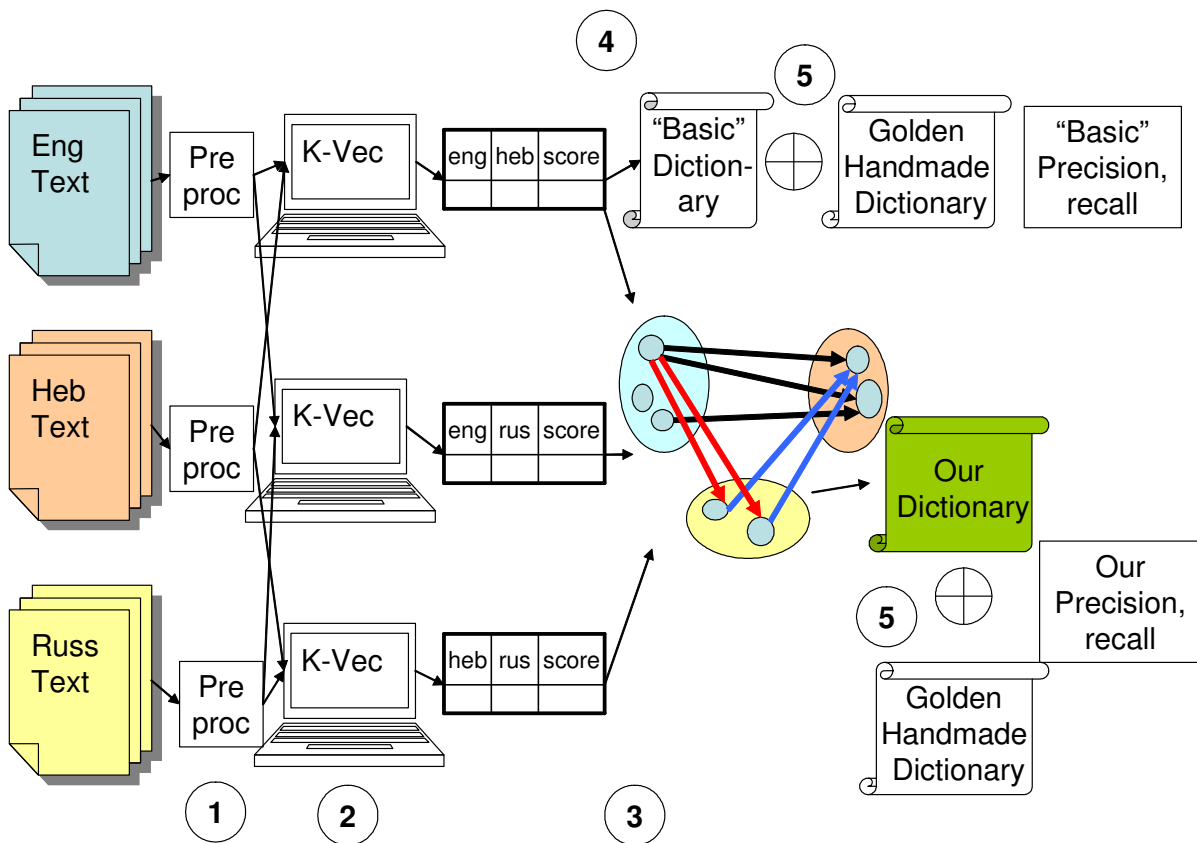 4
5
Eng
Text
Pre
proc
K-Vec
eng heb score
“Basic”
Diction-
ary
Golden
Handmade
Dictionary
“Basic”
Precision,
recall
Heb
Text
Pre
proc
K-Vec
eng rus score
Our
Dictionary
Russ
Text
Pre
proc
K-Vec
heb rus score
5
Our
Precision,
recall
Golden
Handmade
Dictionary
1
2
3